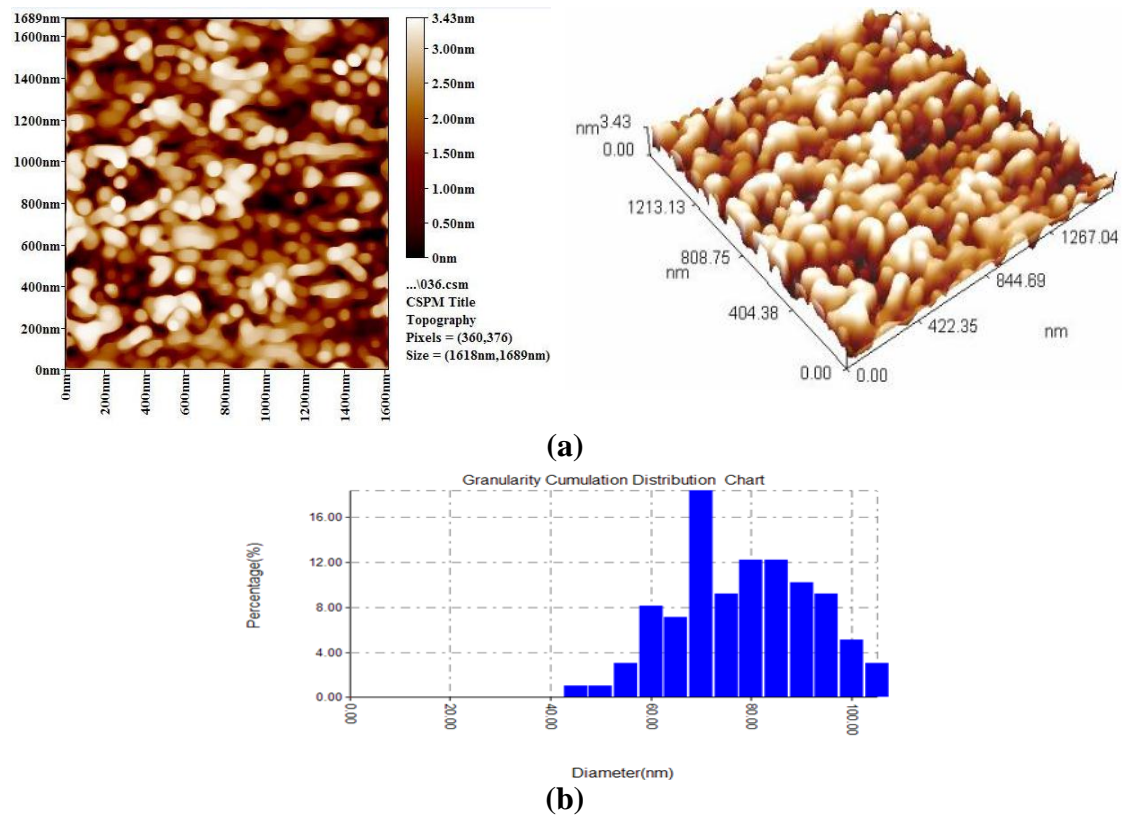 1689nm
1600nm
1400nm
1200nm
1000nm
800nm
600nm
400nm
200nm
0nm
0nm
200nm
400nm
600nm
800nm
1000nm
1200nm
1400nm
1600nm
3.43nm
3.00nm
2.50nm
2.00nm
1.50nm
1.00nm
0.50nm
0nm
...\036.csm
CSPM Title
Topography
Pixels = (360,376)
Size = (1618nm,1689nm)
nm 3.43
0.00
1213.13
808.75
nm
404.38
0.00
0.00
422.35
844.69
1267.04
nm
(a)
Granularity Cumulation Distribution Chart
Percentage(%)
16.00
12.00
8.00
4.00
0.00
0.00
20.00
40.00
60.00
80.00
100.00
Diameter(nm)
(b)